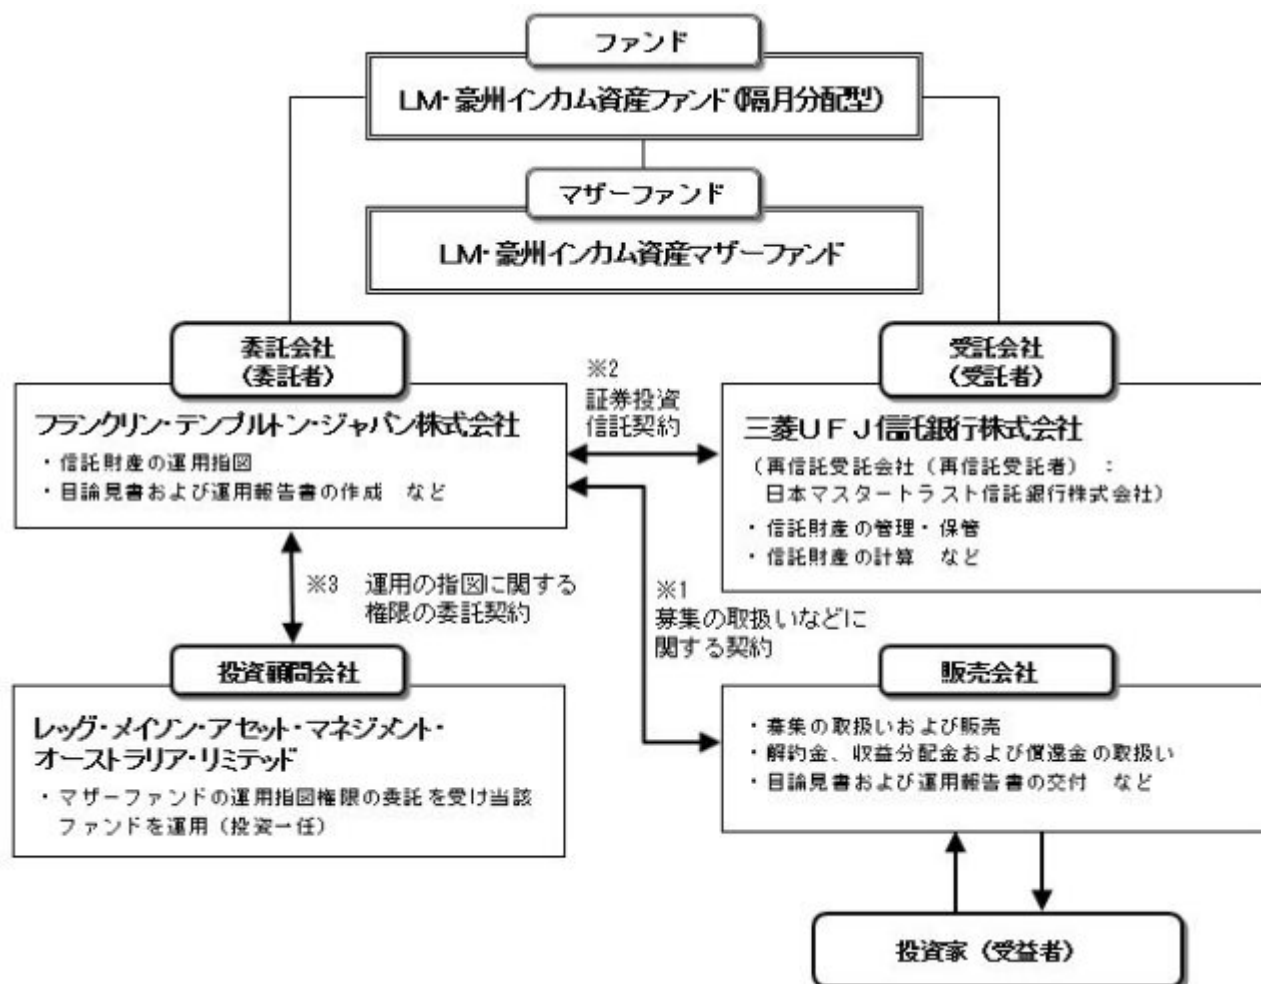 ファンド
LM・豪州インカム資産ファンド(隔月分配型)
マザーファンド
LM・豪州インカム資産マザーファンド
委託会社
（委託者）
フランクリン・テンプルトン・ジャパン株式会社
・信託財産の運用指図
・目論見書および運用報告書の作成　など
※2
証券投資
信託契約
受託会社
（受託者）
三菱ＵＦＪ信託銀行株式会社
（再信託受託会社（再信託受託者）　：
日本マスタートラスト信託銀行株式会社）
・信託財産の管理・保管
・信託財産の計算　など
※3　運用の指図に関する
権限の委託契約
※1
募集の取扱いなどに
関する契約
投資顧問会社
レッグ・メイソン・アセット・マネジメント・
オーストラリア・リミテッド
・マザーファンドの運用指図権限の委託を受け当該
ファンドを運用（投資一任）
販売会社
・募集の取扱いおよび販売
・解約金、収益分配金および償還金の取扱い
・目論見書および運用報告書の交付　など
投資家（受益者）